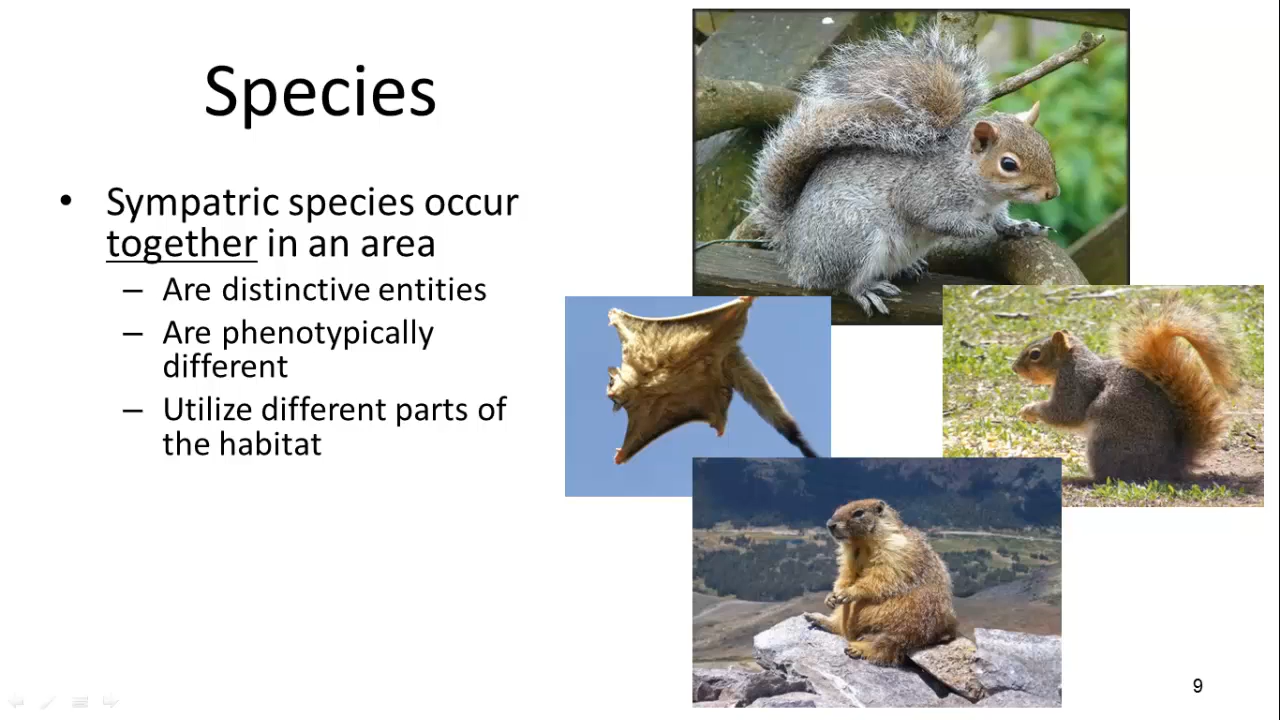 Species
• Sympatric species occur
together in an area
– Are distinctive entities
– Are phenotypically
different
– Utilize different parts of
the habitat
9